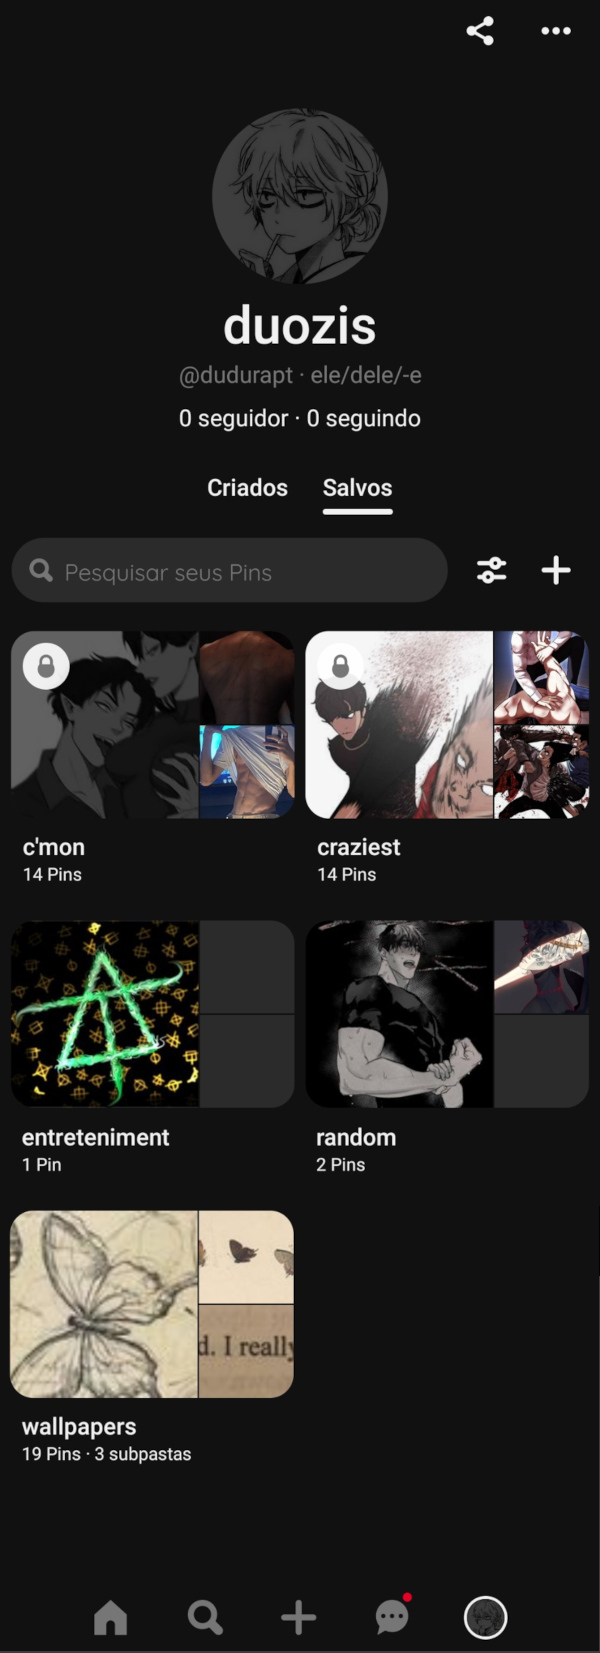 duozis
@dudurapt · ele/dele/-e
0 seguidor · 0 seguindo
Criados Salvos
Pesquisar seus Pins
c'mon
14 Pins
craziest
14 Pins
entreteniment
1 Pin
random
2 Pins
d. I really
wallpapers
19 Pins · 3 subpastas